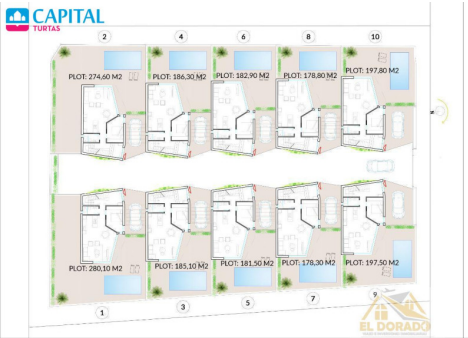 CAPITAL
TURTAS
2 4 6 8 10
PLOT: 274,60 M2 PLOT: 186,30 M2 PLOT: 182,90 M2 PLOT: 178,80 M2 PLOT: 197,80 M2
N
PLOT: 280,10 M2 PLOT: 185,10 M2 PLOT: 181,50 M2 PLOT: 178,30 M2 PLOT: 197,50 M2
1 3 5 7 9
EL DORADO